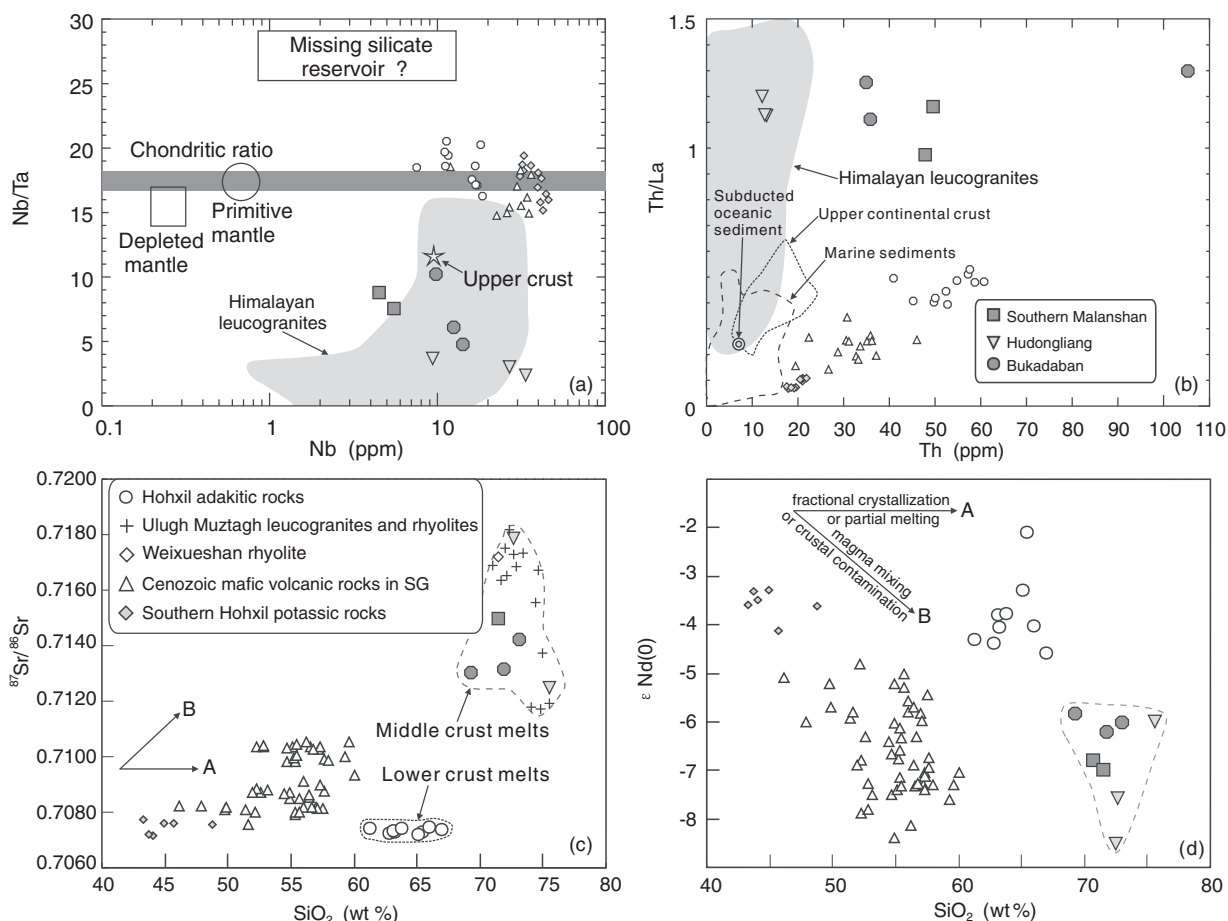 30
25
20
15
10
5
0
Nb/Ta
Missing silicate
reservoir ?
Chondritic ratio
Primitive
mantle
Depleted
mantle
Upper crust
Himalayan
leucogranites
(a)
0.1
1
10
100
Nb (ppm)
1.5
1
0
Th/La
Himalayan leucogranites
Subducted
oceanic
sediment
Upper continental crust
Marine sediments
Southern Malanshan
Hudongliang
Bukadaban
(b)
0 10 20 30 40 50 60 70 80 90 100 110
Th (ppm)
0.7200
0.7180
0.7160
0.7140
0.7120
0.7100
0.7080
0.7060
87Sr/86Sr
Hohxil adakitic rocks
Ulugh Muztagh leucogranites and rhyolites
Weixueshan rhyolite
Cenozoic mafic volcanic rocks in SG
Southern Hohxil potassic rocks
B
A
Middle crust melts
Lower crust melts
(c)
40 45 50 55 60 65 70 75 80
SiO2 (wt %)
-2
-3
-4
-5
-6
-7
-8
ε Nd(0)
fractional crystallization
or partial melting
A
magma mixing
or crustal contamination
B
(d)
40 50 60 70 80
SiO2 (wt %)